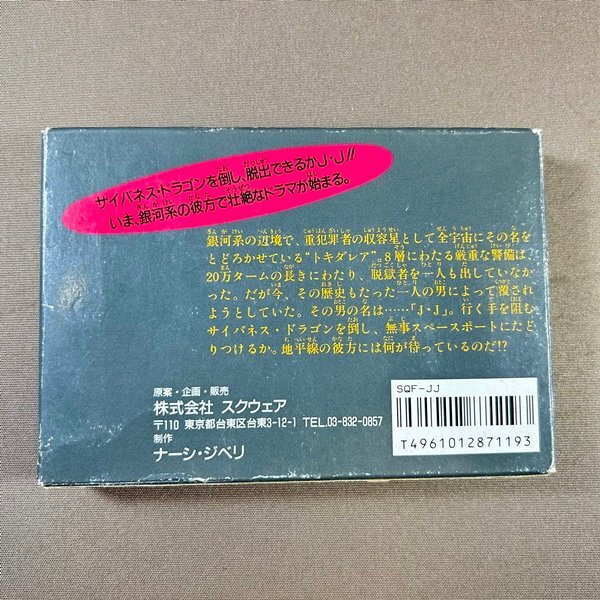 サイバネス・ドラゴンを倒し、脱出できるかJ・J!!
いま、銀河系の彼方で壮絶なドラマが始まる。
銀河系の辺境で、重犯罪者の収容星として全宇宙にその名を
とどろかせている“トキダレア”。8層にわたる厳重な警備は、
20万タームの長きにわたり、脱獄者を一人も出していなか
った。だが今、その歴史もたった一人の男によって覆され
ようとしていた。その男の名は……「J・J」。行く手を阻む
サイバネス・ドラゴンを倒し、無事スペースポートにたど
りつけるか。地平線の彼方には何が待っているのだ!?
原案・企画・販売
株式会社 スクウェア
〒110 東京都台東区台東3-12-1 TEL.03-832-0857
制作
ナーシ・ジベリ
SQF-JJ
T4961012871193